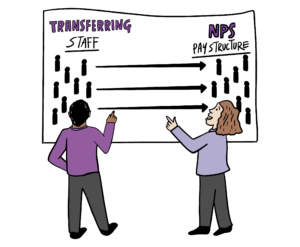 TRANSFERRING
STAFF
NPS
PAY STRUCTURE